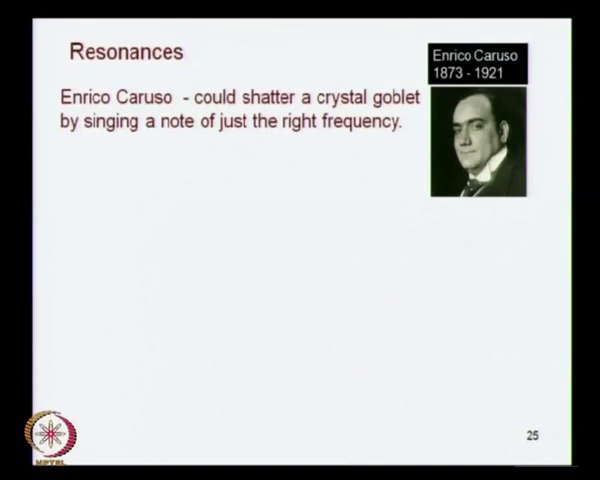 Resonances
Enrico Caruso
1873 - 1921
Enrico Caruso - could shatter a crystal goblet
by singing a note of just the right frequency.
25
NPTEL